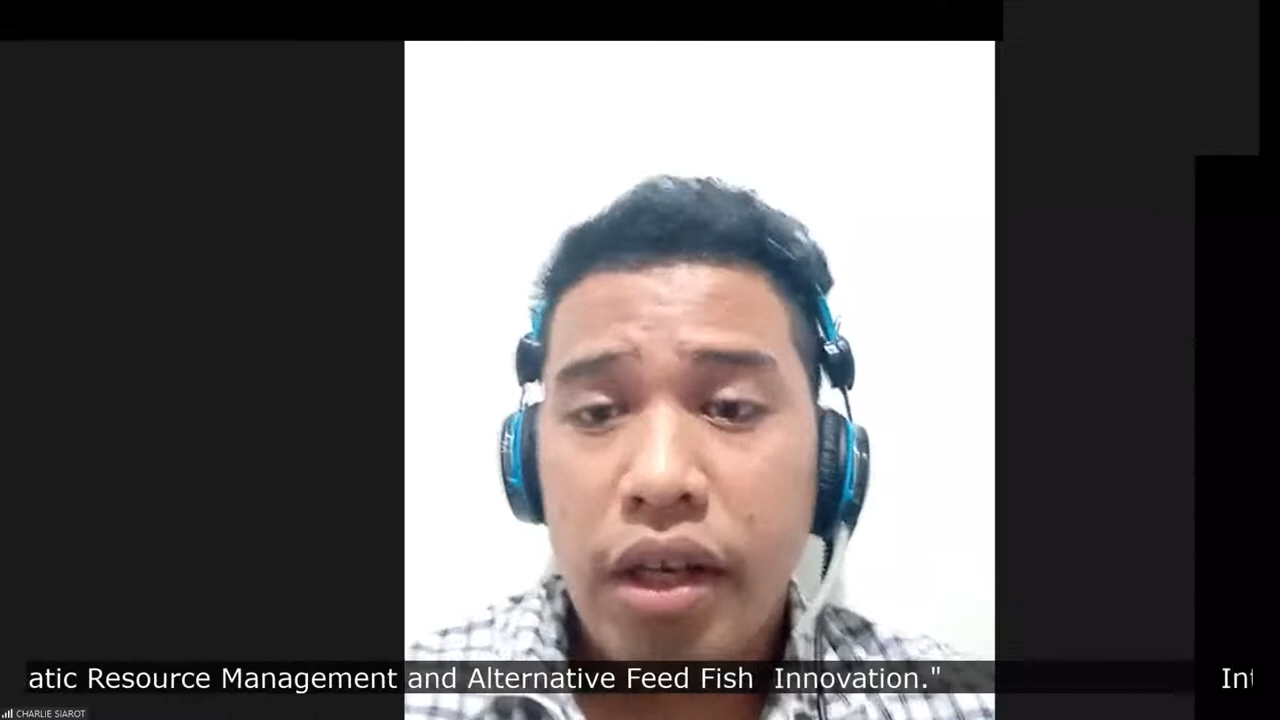 atic Resource Management and Alternative Feed Fish  Innovation."
CHARLIE SIAROT